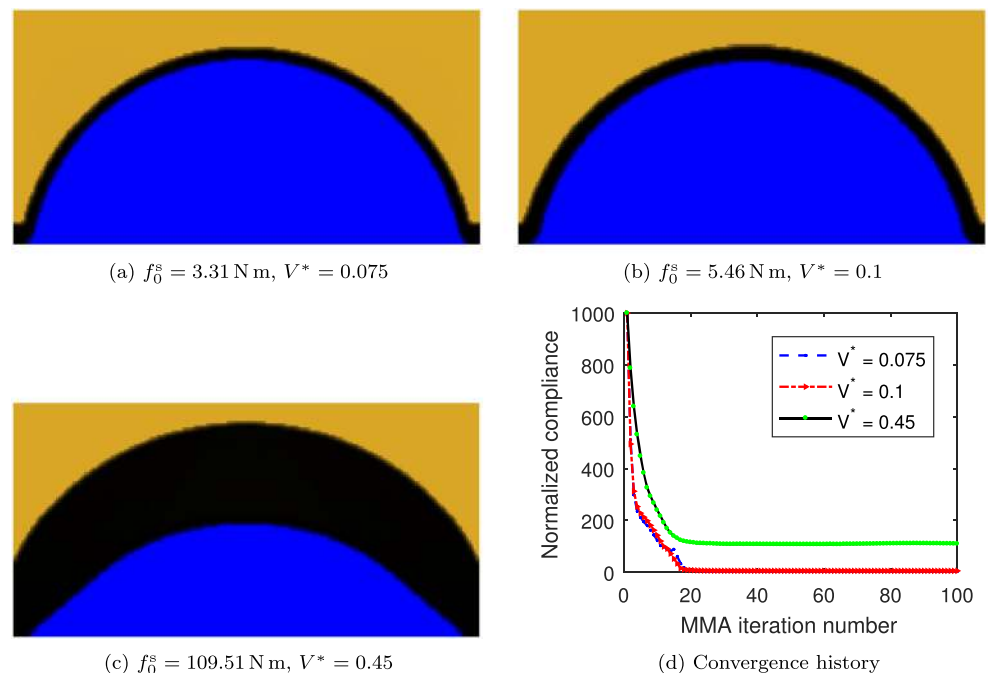 (a) f₀ˢ = 3.31 N m, V* = 0.075
(b) f₀ˢ = 5.46 N m, V* = 0.1
(c) f₀ˢ = 109.51 N m, V* = 0.45
Normalized compliance
1000
800
600
400
200
0
0 20 40 60 80 100
MMA iteration number
V* = 0.075
V* = 0.1
V* = 0.45
(d) Convergence history